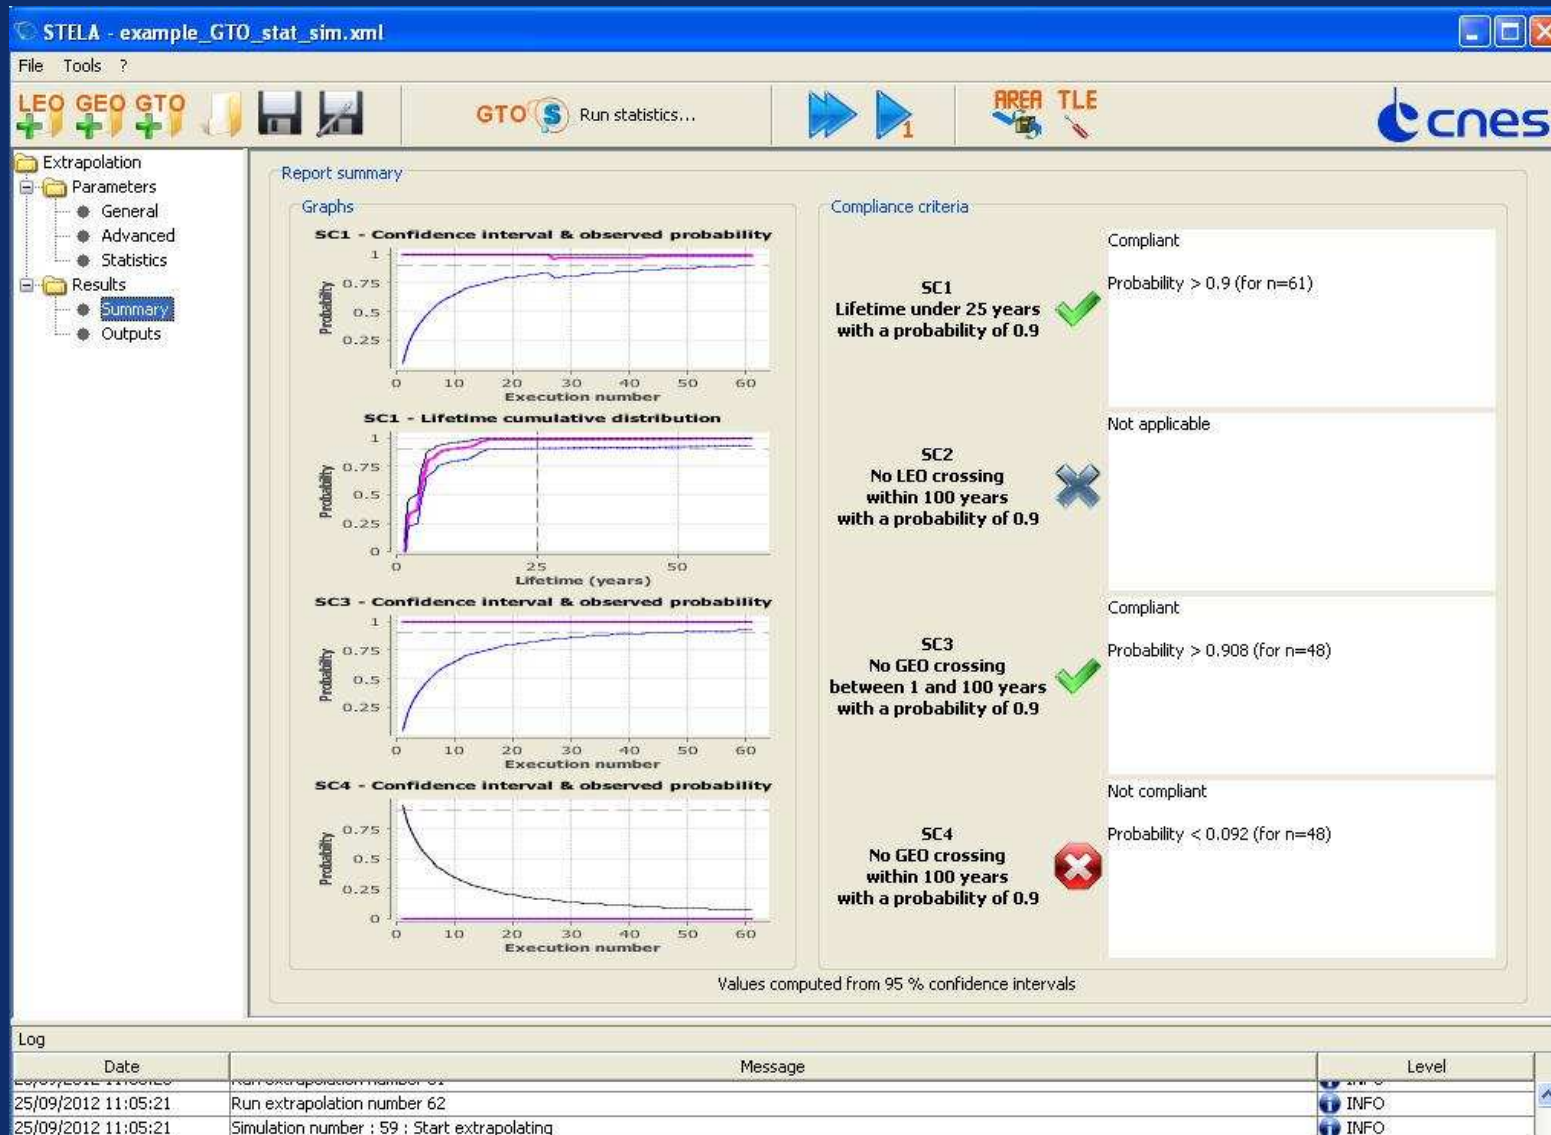 STELA - example_GTO_stat_sim.xml
File Tools ?
LEO GEO GTO
GTO S Run statistics...
1
AREA TLE
cnes
Extrapolation
Parameters
General
Advanced
Statistics
Results
Summary
Outputs
Report summary
Graphs
SC1 - Confidence interval & observed probability
Probability
1
0.75
0.5
0.25
0 10 20 30 40 50 60
Execution number
SC1 - Lifetime cumulative distribution
Probability
1
0.75
0.5
0.25
0
0 25 50
Lifetime (years)
SC3 - Confidence interval & observed probability
Probability
1
0.75
0.5
0.25
0 10 20 30 40 50 60
Execution number
SC4 - Confidence interval & observed probability
Probability
0.75
0.5
0.25
0
0 10 20 30 40 50 60
Execution number
Compliance criteria
SC1
Lifetime under 25 years
with a probability of 0.9
Compliant
Probability > 0.9 (for n=61)
SC2
No LEO crossing
within 100 years
with a probability of 0.9
Not applicable
SC3
No GEO crossing
between 1 and 100 years
with a probability of 0.9
Compliant
Probability > 0.908 (for n=48)
SC4
No GEO crossing
within 100 years
with a probability of 0.9
Not compliant
Probability < 0.092 (for n=48)
Values computed from 95 % confidence intervals
Log
Date Message Level
25/09/2012 11:05:21 Run extrapolation number 62 INFO
25/09/2012 11:05:21 Simulation number : 59 : Start extrapolating INFO